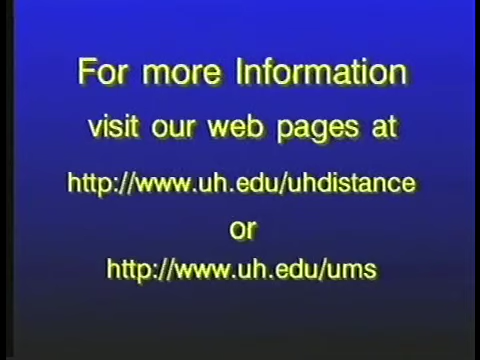 For more Information
visit our web pages at
http://www.uh.edu/uhdistance
or
http://www.uh.edu/ums